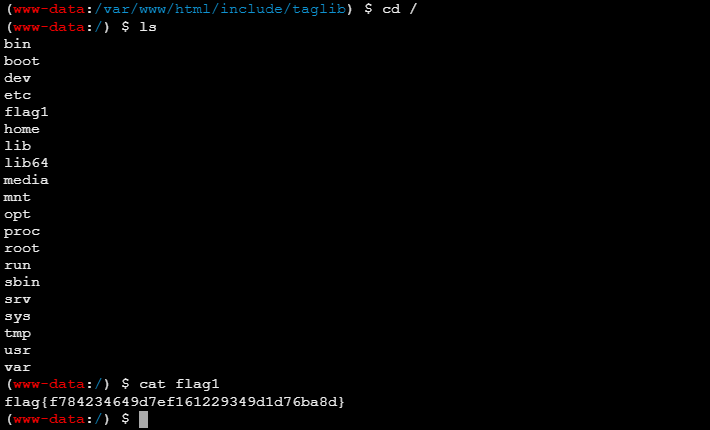 (www-data:/var/www/html/include/taglib) $ cd /
(www-data:/) $ ls
bin
boot
dev
etc
flag1
home
lib
lib64
media
mnt
opt
proc
root
run
sbin
srv
sys
tmp
usr
var
(www-data:/) $ cat flag1
flag{f784234649d7ef161229349d1d76ba8d}
(www-data:/) $